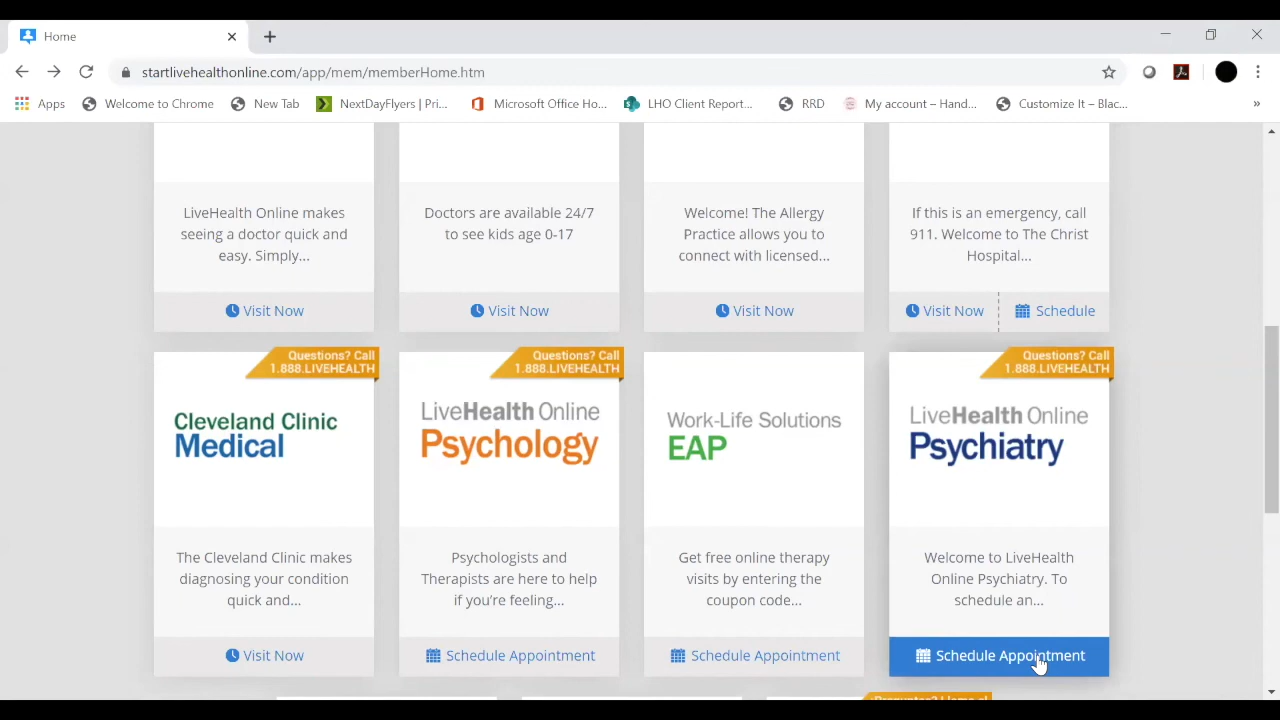 Home
startlivehealthonline.com/app/mem/memberHome.htm
Apps Welcome to Chrome New Tab NextDayFlyers | Pri... Microsoft Office Ho... LHO Client Report... RRD My account – Hand... Customize It – Blac... »
LiveHealth Online makes
seeing a doctor quick and
easy. Simply...
Visit Now
Doctors are available 24/7
to see kids age 0-17
Visit Now
Welcome! The Allergy
Practice allows you to
connect with licensed...
Visit Now
If this is an emergency, call
911. Welcome to The Christ
Hospital...
Visit Now Schedule
Questions? Call
1.888.LIVEHEALTH
Cleveland Clinic
Medical
The Cleveland Clinic makes
diagnosing your condition
quick and...
Visit Now
Questions? Call
1.888.LIVEHEALTH
LiveHealth Online
Psychology
Psychologists and
Therapists are here to help
if you're feeling...
Schedule Appointment
Work-Life Solutions
EAP
Get free online therapy
visits by entering the
coupon code...
Schedule Appointment
Questions? Call
1.888.LIVEHEALTH
LiveHealth Online
Psychiatry
Welcome to LiveHealth
Online Psychiatry. To
schedule an...
Schedule Appointment